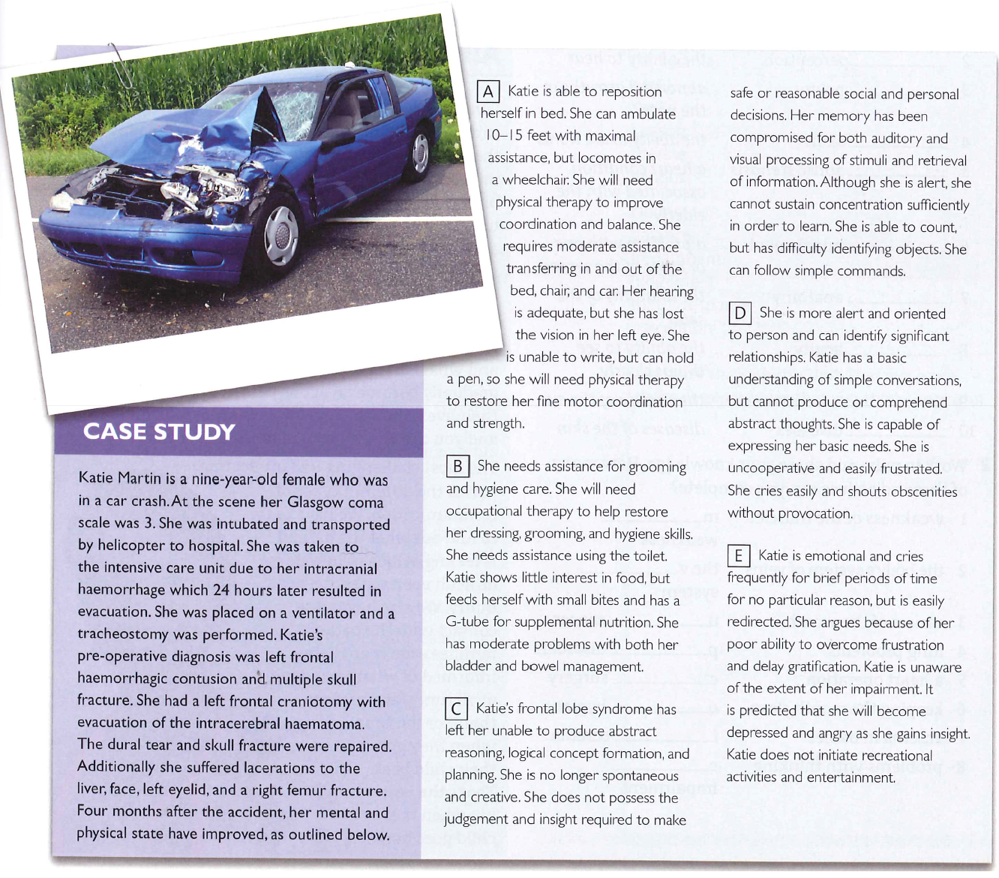 CASE STUDY
Katie Martin is a nine-year-old female who was
in a car crash. At the scene her Glasgow coma
scale was 3. She was intubated and transported
by helicopter to hospital. She was taken to
the intensive care unit due to her intracranial
haemorrhage which 24 hours later resulted in
evacuation. She was placed on a ventilator and a
tracheostomy was performed. Katie's
pre-operative diagnosis was left frontal
haemorrhagic contusion and multiple skull
fracture. She had a left frontal craniotomy with
evacuation of the intracerebral haematoma.
The dural tear and skull fracture were repaired.
Additionally she suffered lacerations to the
liver, face, left eyelid, and a right femur fracture.
Four months after the accident, her mental and
physical state have improved, as outlined below.
A Katie is able to reposition
herself in bed. She can ambulate
10–15 feet with maximal
assistance, but locomotes in
a wheelchair. She will need
physical therapy to improve
coordination and balance. She
requires moderate assistance
transferring in and out of the
bed, chair, and car. Her hearing
is adequate, but she has lost
the vision in her left eye. She
is unable to write, but can hold
a pen, so she will need physical therapy
to restore her fine motor coordination
and strength.
B She needs assistance for grooming
and hygiene care. She will need
occupational therapy to help restore
her dressing, grooming, and hygiene skills.
She needs assistance using the toilet.
Katie shows little interest in food, but
feeds herself with small bites and has a
G-tube for supplemental nutrition. She
has moderate problems with both her
bladder and bowel management.
C Katie's frontal lobe syndrome has
left her unable to produce abstract
reasoning, logical concept formation, and
planning. She is no longer spontaneous
and creative. She does not possess the
judgement and insight required to make
safe or reasonable social and personal
decisions. Her memory has been
compromised for both auditory and
visual processing of stimuli and retrieval
of information. Although she is alert, she
cannot sustain concentration sufficiently
in order to learn. She is able to count,
but has difficulty identifying objects. She
can follow simple commands.
D She is more alert and oriented
to person and can identify significant
relationships. Katie has a basic
understanding of simple conversations,
but cannot produce or comprehend
abstract thoughts. She is capable of
expressing her basic needs. She is
uncooperative and easily frustrated.
She cries easily and shouts obscenities
without provocation.
E Katie is emotional and cries
frequently for brief periods of time
for no particular reason, but is easily
redirected. She argues because of her
poor ability to overcome frustration
and delay gratification. Katie is unaware
of the extent of her impairment. It
is predicted that she will become
depressed and angry as she gains insight.
Katie does not initiate recreational
activities and entertainment.